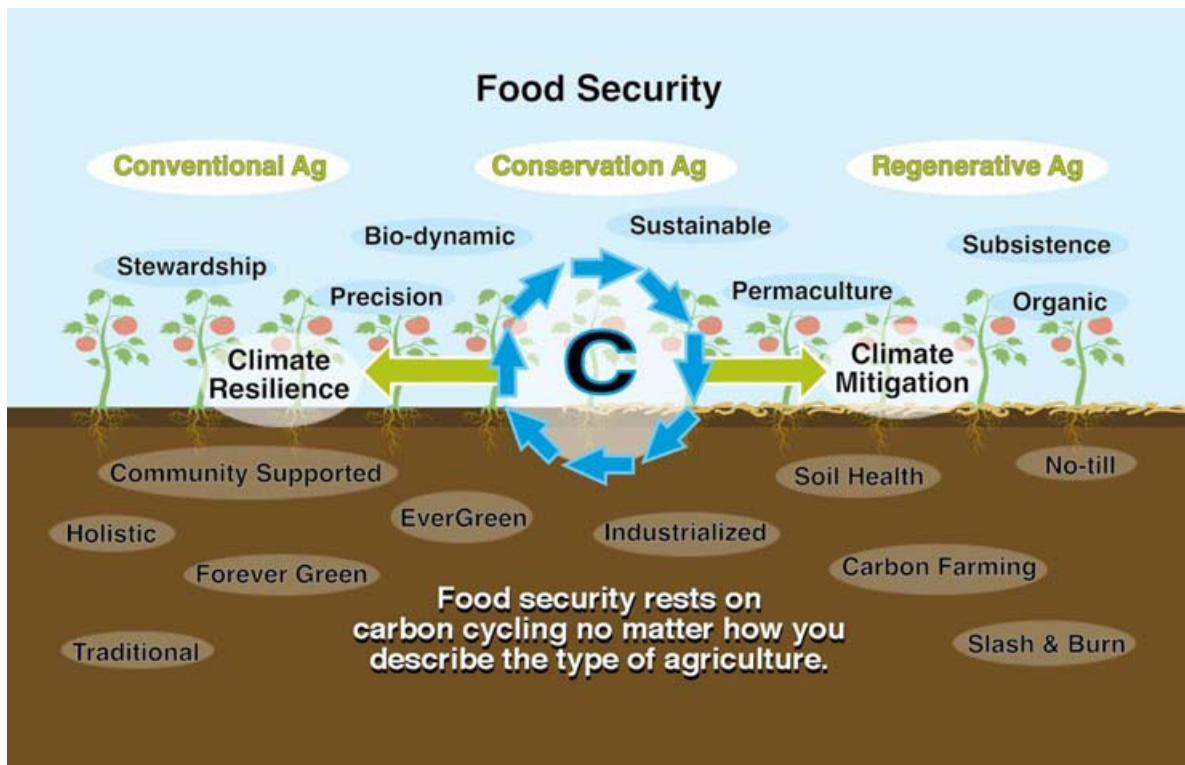 Food Security
Conventional Ag
Conservation Ag
Regenerative Ag
Bio-dynamic
Sustainable
Subsistence
Stewardship
Precision
Permaculture
Organic
Climate
Resilience
C
Climate
Mitigation
Community Supported
Soil Health
No-till
Holistic
EverGreen
Industrialized
Forever Green
Carbon Farming
Food security rests on
carbon cycling no matter how you
describe the type of agriculture.
Traditional
Slash & Burn